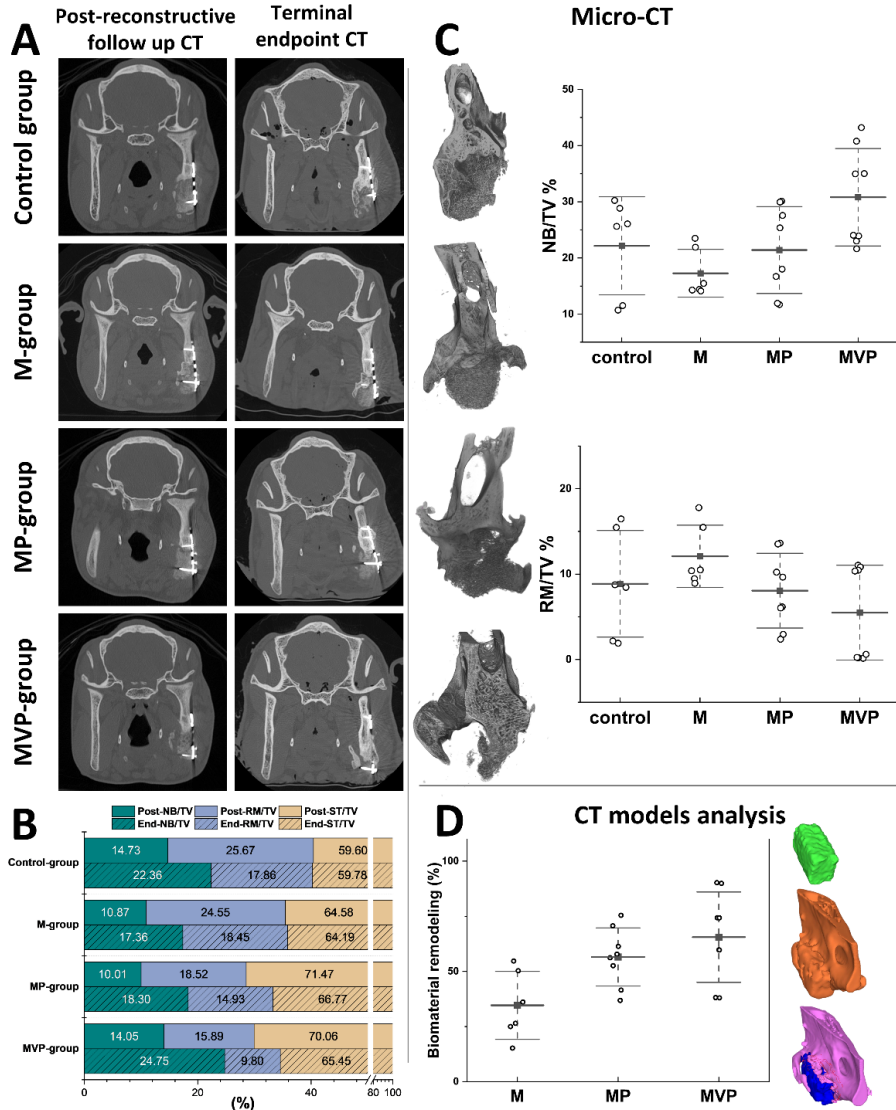 A
Post-reconstructive
follow up CT
Terminal
endpoint CT
Control group
M-group
MP-group
MVP-group
C
Micro-CT
NB/TV %
50
40
30
20
10
control M MP MVP
RM/TV %
20
10
0
control M MP MVP
B
Post-NB/TV Post-RM/TV Post-ST/TV
End-NB/TV End-RM/TV End-ST/TV
Control-group
14.73 25.67 59.60
22.36 17.86 59.78
M-group
10.87 24.55 64.58
17.36 18.45 64.19
MP-group
10.01 18.52 71.47
18.30 14.93 66.77
MVP-group
14.05 15.89 70.06
24.75 9.80 65.45
0 20 40 80 100
(%)
D
CT models analysis
Biomaterial remodeling (%)
100
50
0
M MP MVP